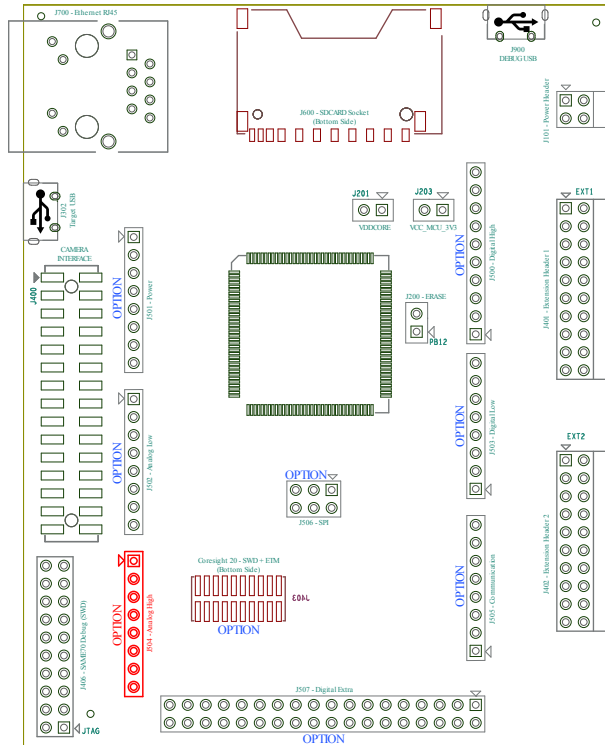 J700 - Ethernet RJ45
J900
DEBUG USB
J600 - SDCARD Socket
(Bottom Side)
J101 - Power Header
J302
Target USB
J201
VDDCORE
J203
VCC_MCU_3V3
EXT1
CAMERA
INTERFACE
J400
OPTION
J501 - Power
OPTION
J500 - Digital High
J401 - Extension Header 1
J200 - ERASE
PB12
OPTION
J502 - Analog Low
OPTION
J503 - Digital Low
EXT2
OPTION
J506 - SPI
J402 - Extension Header 2
J406 - SAME70 Debug (SWD)
JTAG
OPTION
J504 - Analog High
Coresight 20 - SWD + ETM
(Bottom Side)
J403
OPTION
OPTION
J505 - Communication
J507 - Digital Extra
OPTION